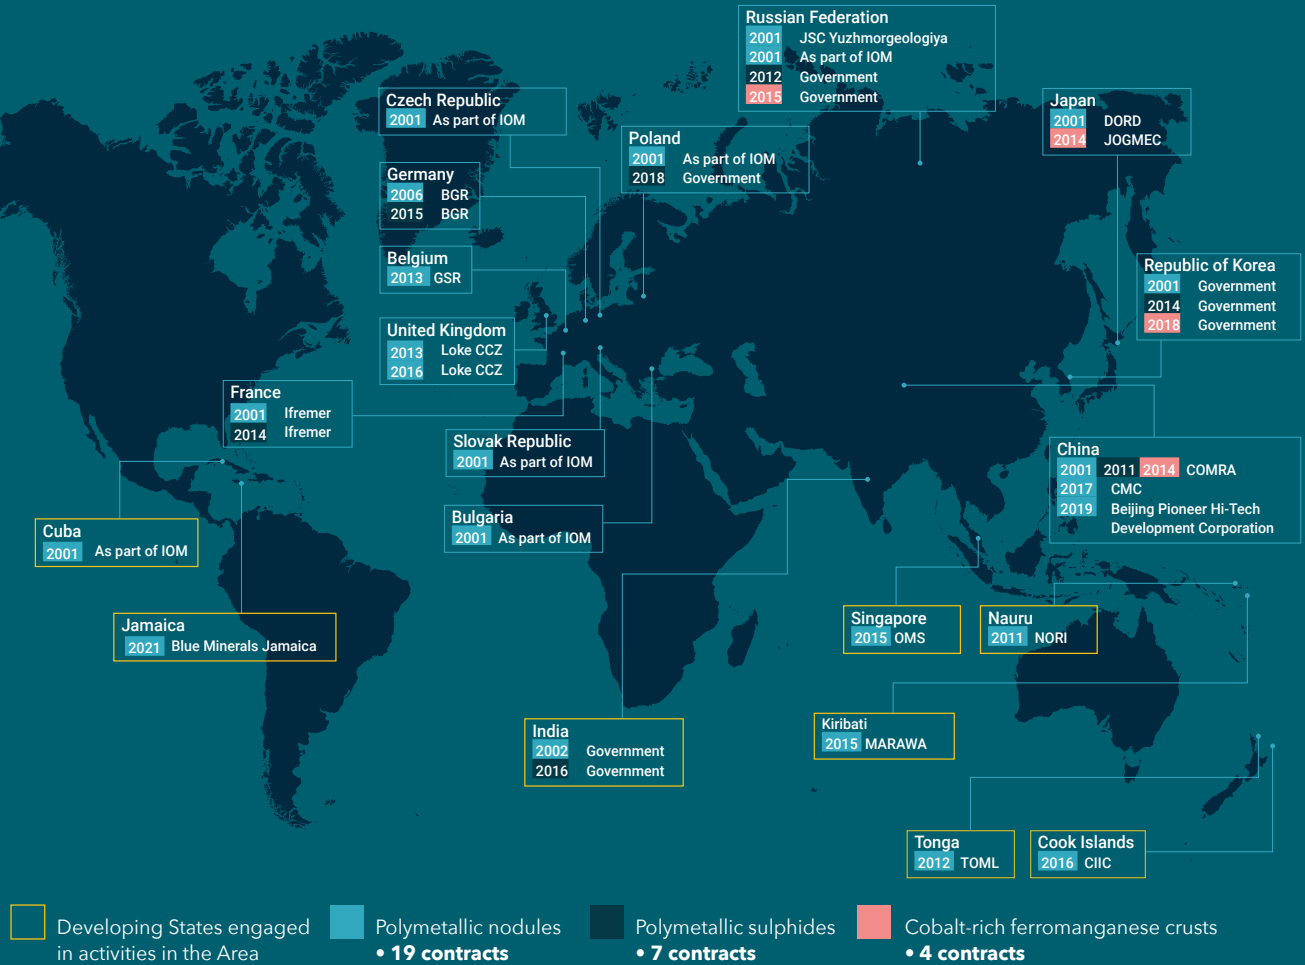 Russian Federation
2001 JSC Yuzhmorgeologiya
2001 As part of IOM
2012 Government
2015 Government
Czech Republic
2001 As part of IOM
Japan
2001 DORD
2014 JOGMEC
Poland
2001 As part of IOM
2018 Government
Germany
2006 BGR
2015 BGR
Belgium
2013 GSR
Republic of Korea
2001 Government
2014 Government
2018 Government
United Kingdom
2013 Loke CCZ
2016 Loke CCZ
France
2001 Ifremer
2014 Ifremer
Slovak Republic
2001 As part of IOM
China
2001 2011 2014 COMRA
2017 CMC
2019 Beijing Pioneer Hi-Tech
Development Corporation
Bulgaria
2001 As part of IOM
Cuba
2001 As part of IOM
Jamaica
2021 Blue Minerals Jamaica
Singapore
2015 OMS
Nauru
2011 NORI
India
2002 Government
2016 Government
Kiribati
2015 MARAWA
Tonga
2012 TOML
Cook Islands
2016 CIIC
Developing States engaged
in activities in the Area
Polymetallic nodules
• 19 contracts
Polymetallic sulphides
• 7 contracts
Cobalt-rich ferromanganese crusts
• 4 contracts